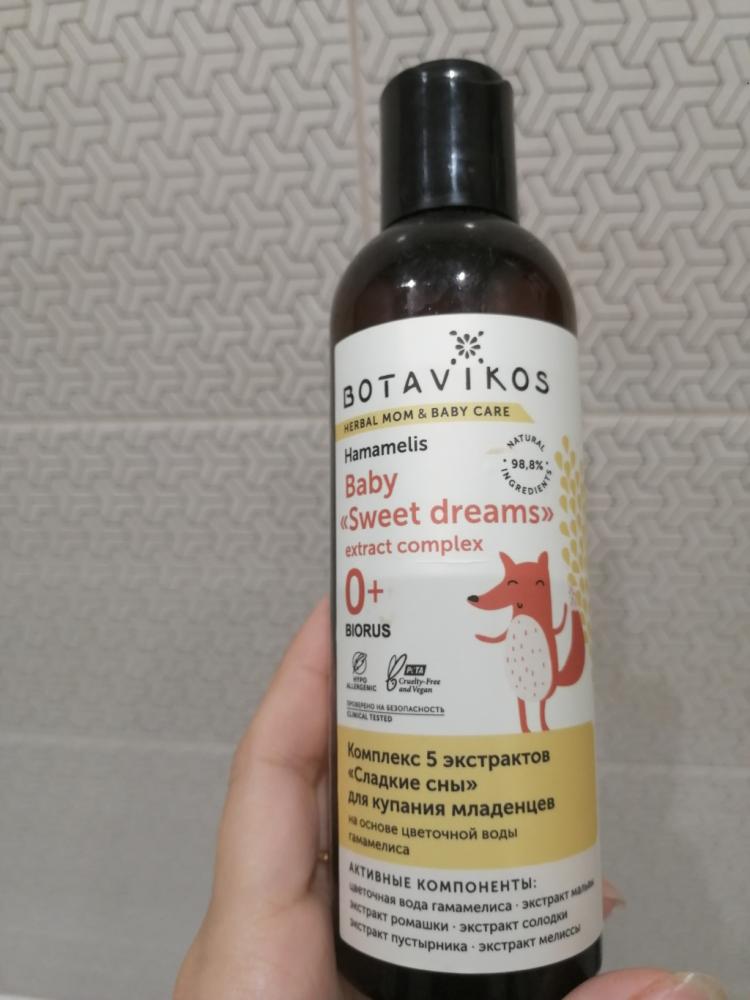 BOTAVIKOS
HERBAL MOM & BABY CARE
Hamamelis
NATURAL
98,8%
INGREDIENTS
Baby
«Sweet dreams»
extract complex
0+
BIORUS
HYPO
ALLERGENIC
PETA
Cruelty-Free
and Vegan
ПРОВЕРЕНО НА БЕЗОПАСНОСТЬ
CLINICAL TESTED
Комплекс 5 экстрактов
«Сладкие сны»
для купания младенцев
на основе цветочной воды
гамамелиса
АКТИВНЫЕ КОМПОНЕНТЫ:
цветочная вода гамамелиса · экстракт мальвы
экстракт ромашки · экстракт солодки
экстракт пустырника · экстракт мелиссы